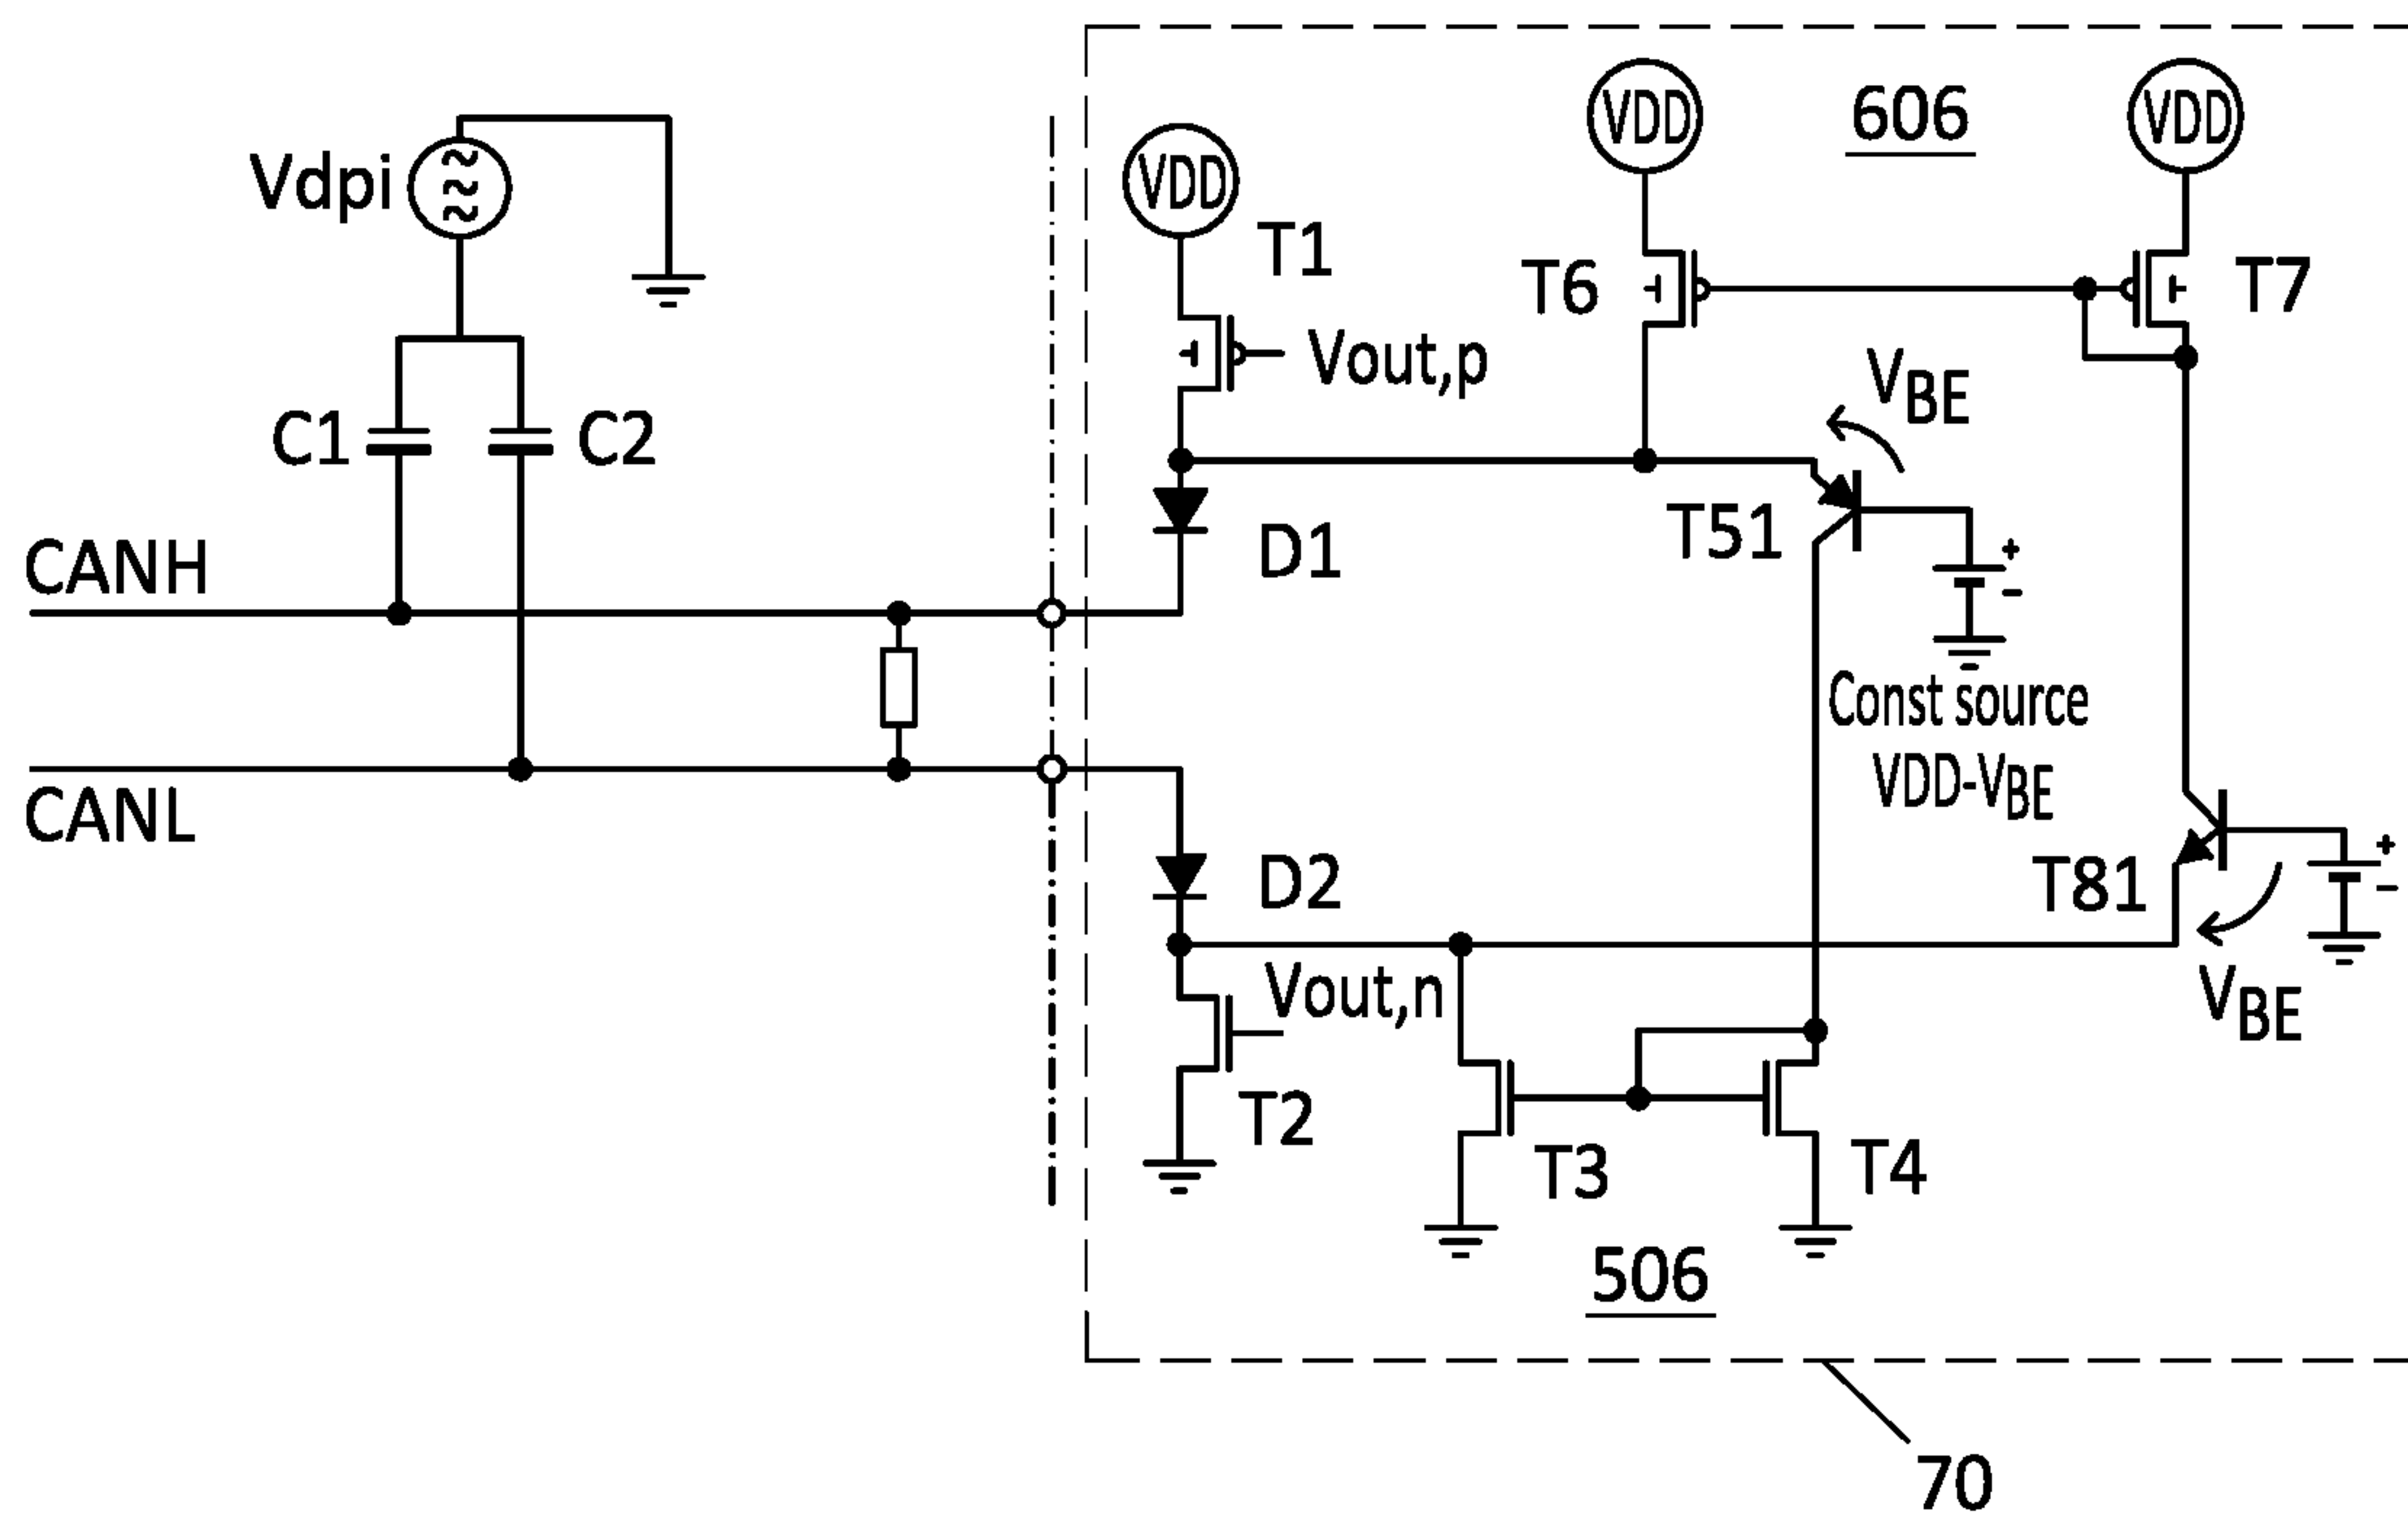 VDD
606
VDD
Vdpi
VDD
T1
T6
T7
Vout,p
VBE
C1
C2
T51
+
-
CANH
D1
Const source
VDD-VBE
CANL
D2
T81
+
-
Vout,n
VBE
T2
T3
T4
506
70